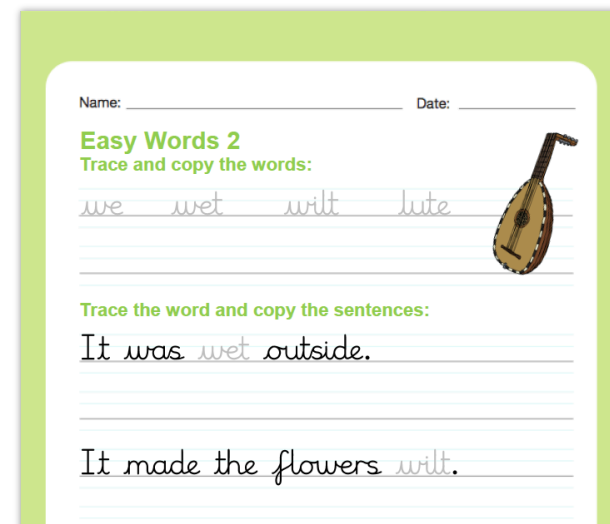 Name: Date:
Easy Words 2
Trace and copy the words:
we wet wilt lute
Trace the word and copy the sentences:
It was wet outside.
It made the flowers wilt.